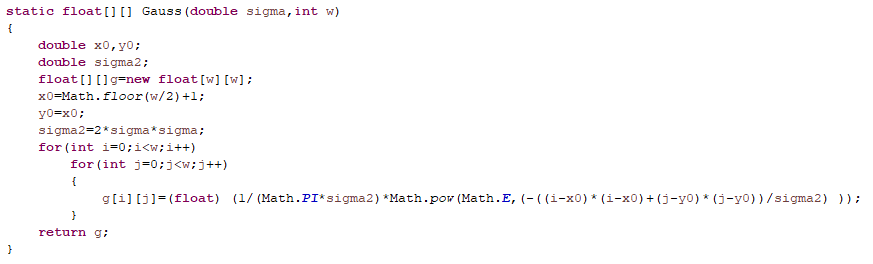 static float[][] Gauss(double sigma,int w)
{
    double x0,y0;
    double sigma2;
    float[][]g=new float[w][w];
    x0=Math.floor(w/2)+1;
    y0=x0;
    sigma2=2*sigma*sigma;
    for(int i=0;i<w;i++)
        for(int j=0;j<w;j++)
        {
            g[i][j]=(float) (1/(Math.PI*sigma2)*Math.pow(Math.E,(-((i-x0)*(i-x0)+(j-y0)*(j-y0))/sigma2) ));
        }
    return g;
}